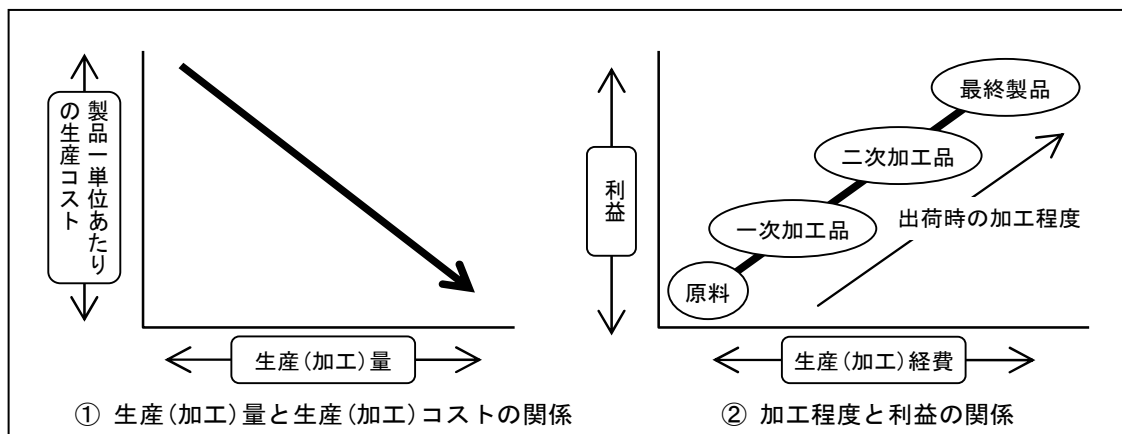 製品一単位あたり
の生産コスト
生産(加工)量
① 生産(加工)量と生産(加工)コストの関係
利益
最終製品
二次加工品
一次加工品
原料
出荷時の加工程度
生産(加工)経費
② 加工程度と利益の関係